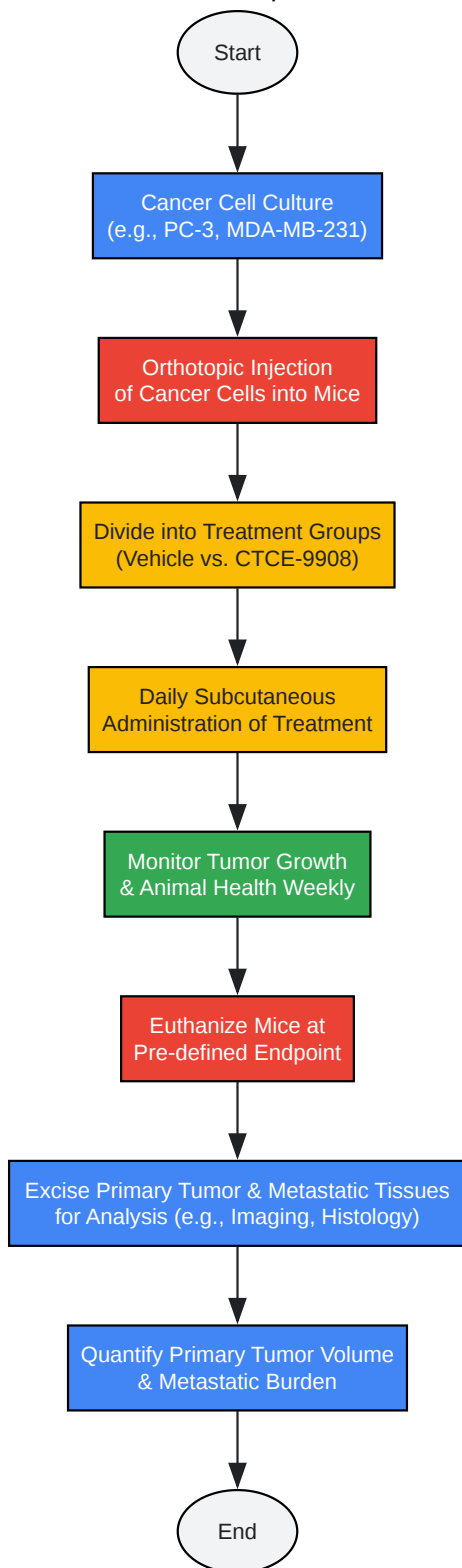 Start
Cancer Cell Culture
(e.g., PC-3, MDA-MB-231)
Orthotopic Injection
of Cancer Cells into Mice
Divide into Treatment Groups
(Vehicle vs. CTCE-9908)
Daily Subcutaneous
Administration of Treatment
Monitor Tumor Growth
& Animal Health Weekly
Euthanize Mice at
Pre-defined Endpoint
Excise Primary Tumor & Metastatic Tissues
for Analysis (e.g., Imaging, Histology)
Quantify Primary Tumor Volume
& Metastatic Burden
End